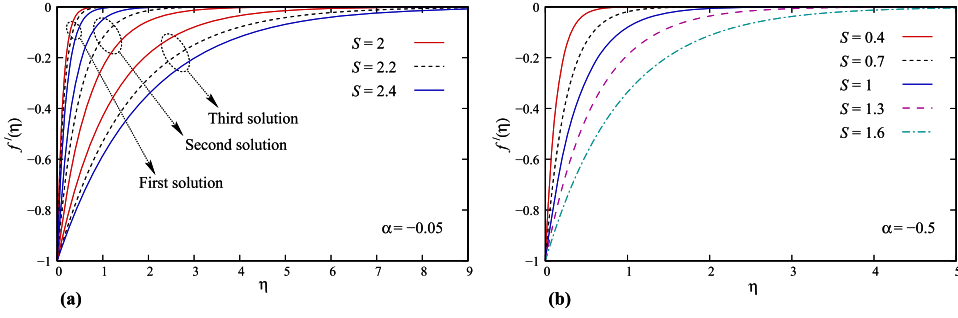 0
−0.2
−0.4
−0.6
−0.8
−1
f ′(η)
0 1 2 3 4 5 6 7 8 9
η
S = 2
S = 2.2
S = 2.4
Third solution
Second solution
First solution
α = −0.05
(a)
0
−0.2
−0.4
−0.6
−0.8
−1
f ′(η)
0 1 2 3 4 5
η
S = 0.4
S = 0.7
S = 1
S = 1.3
S = 1.6
α = −0.5
(b)